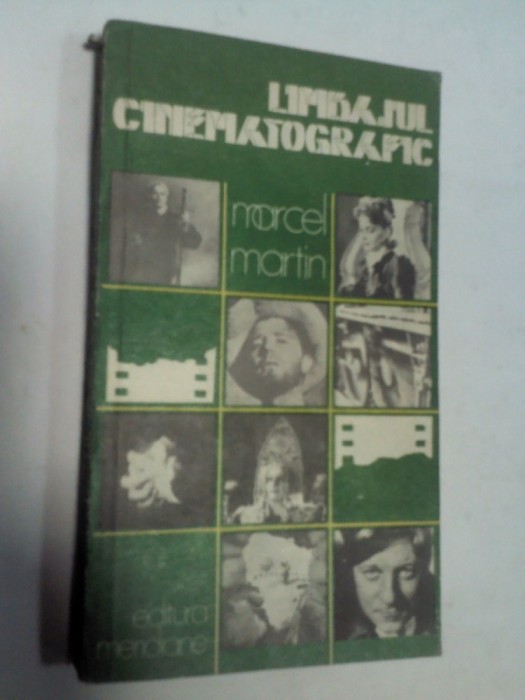 LIMBAJUL
CINEMATOGRAFIC
marcel
martin
editura
meridiane